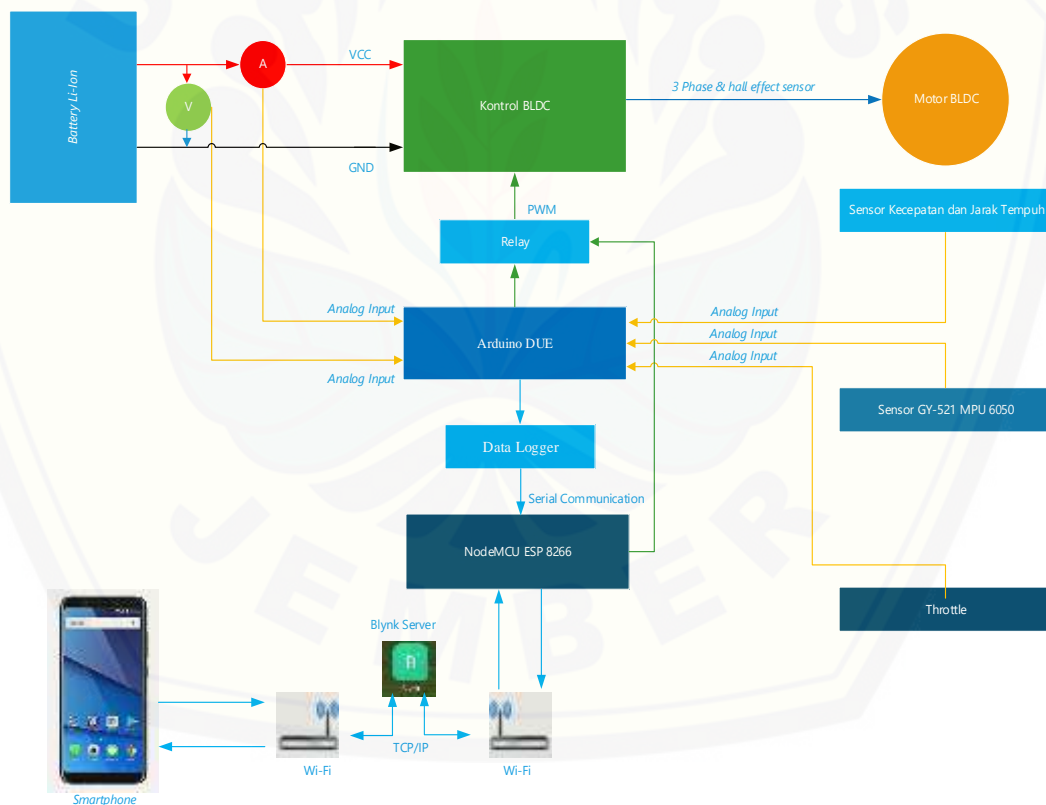 Battery Li-Ion
A
V
VCC
GND
Kontrol BLDC
3 Phase & hall effect sensor
Motor BLDC
Sensor Kecepatan dan Jarak Tempuh
PWM
Relay
Analog Input
Analog Input
Arduino DUE
Analog Input
Analog Input
Analog Input
Sensor GY-521 MPU 6050
Data Logger
Serial Communication
NodeMCU ESP 8266
Throttle
Blynk Server
B
TCP/IP
Wi-Fi
Wi-Fi
Smartphone
JEMBER